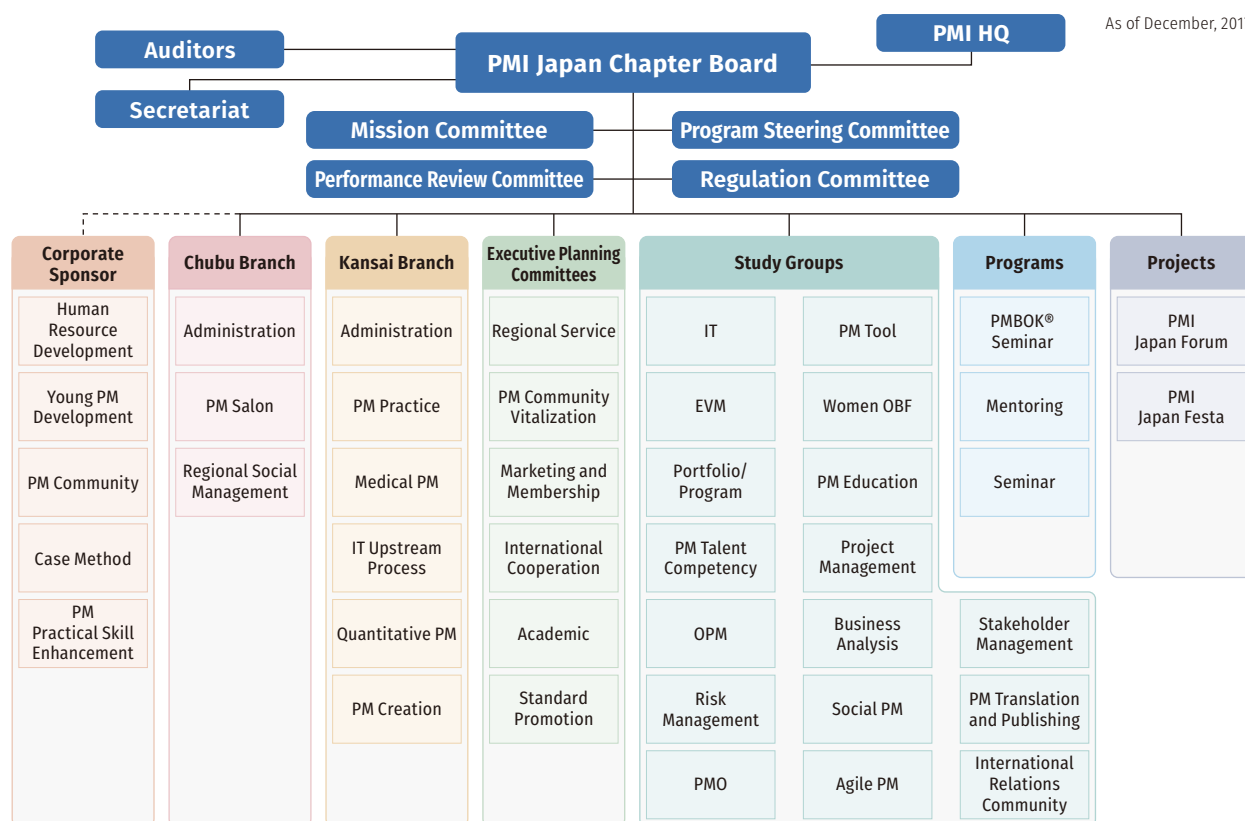 As of December, 201
Auditors
PMI Japan Chapter Board
PMI HQ
Secretariat
Mission Committee
Program Steering Committee
Performance Review Committee
Regulation Committee
Corporate
Sponsor
Human
Resource
Development
Young PM
Development
PM Community
Case Method
PM
Practical Skill
Enhancement
Chubu Branch
Administration
PM Salon
Regional Social
Management
Kansai Branch
Administration
PM Practice
Medical PM
IT Upstream
Process
Quantitative PM
PM Creation
Executive Planning
Committees
Regional Service
PM Community
Vitalization
Marketing and
Membership
International
Cooperation
Academic
Standard
Promotion
Study Groups
IT
EVM
Portfolio/
Program
PM Talent
Competency
OPM
Risk
Management
PMO
PM Tool
Women OBF
PM Education
Project
Management
Business
Analysis
Social PM
Agile PM
Stakeholder
Management
PM Translation
and Publishing
International
Relations
Community
Programs
PMBOK®
Seminar
Mentoring
Seminar
Projects
PMI
Japan Forum
PMI
Japan Festa